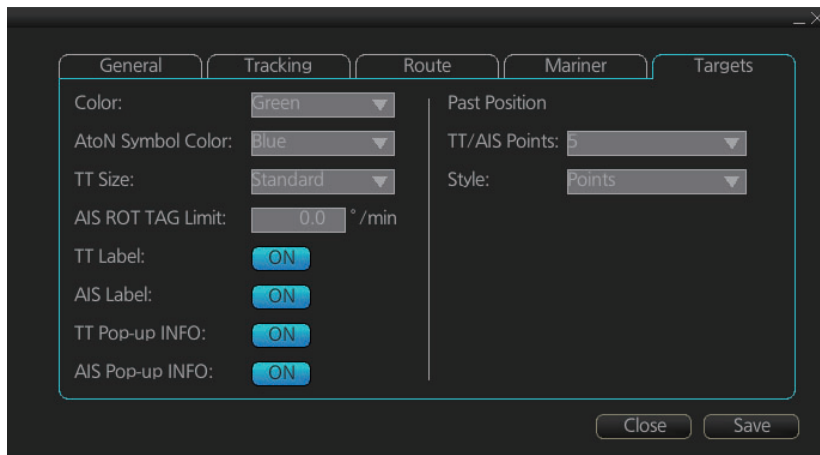 General Tracking Route Mariner Targets
Color: Green
AtoN Symbol Color: Blue
TT Size: Standard
AIS ROT TAG Limit: 0.0 °/min
TT Label: ON
AIS Label: ON
TT Pop-up INFO: ON
AIS Pop-up INFO: ON
Past Position
TT/AIS Points: 5
Style: Points
Close Save